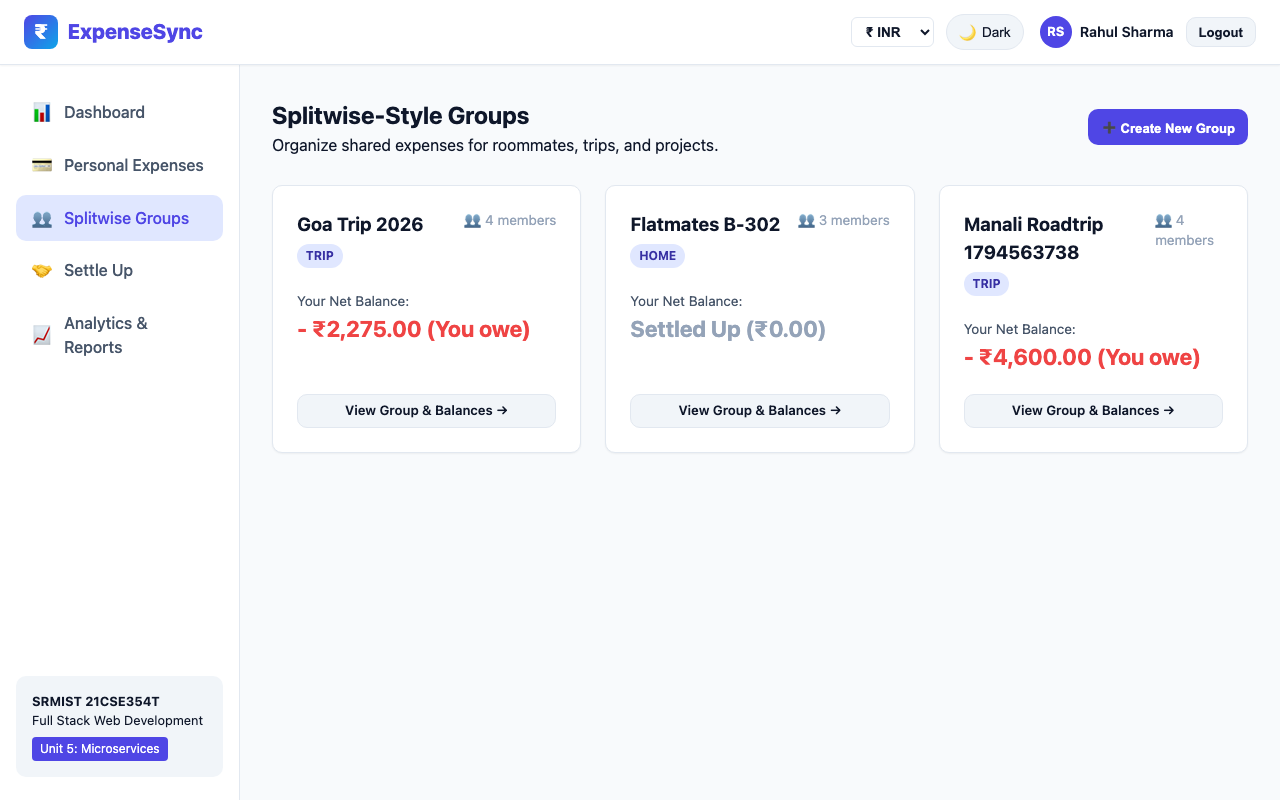 ₹ ExpenseSync
₹ INR
🌙 Dark
RS Rahul Sharma
Logout
Dashboard
Personal Expenses
Splitwise Groups
Settle Up
Analytics &
Reports
SRMIST 21CSE354T
Full Stack Web Development
Unit 5: Microservices
Splitwise-Style Groups
Organize shared expenses for roommates, trips, and projects.
➕ Create New Group
Goa Trip 2026
👥 4 members
TRIP
Your Net Balance:
- ₹2,275.00 (You owe)
View Group & Balances →
Flatmates B-302
👥 3 members
HOME
Your Net Balance:
Settled Up (₹0.00)
View Group & Balances →
Manali Roadtrip
1794563738
👥 4
members
TRIP
Your Net Balance:
- ₹4,600.00 (You owe)
View Group & Balances →